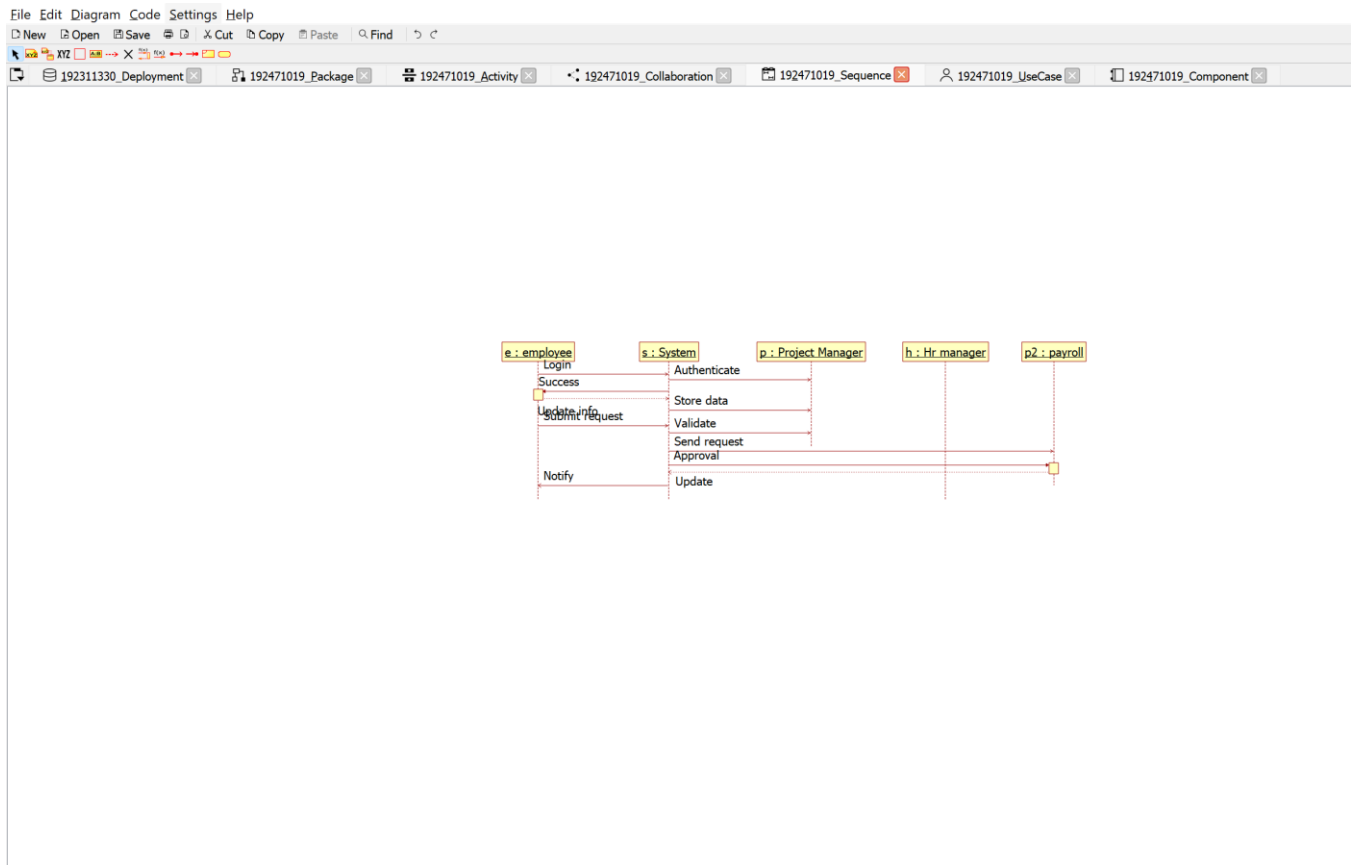 File Edit Diagram Code Settings Help
New Open Save Cut Copy Paste Find
XYZ
192311330_Deployment 192471019_Package 192471019_Activity 192471019_Collaboration 192471019_Sequence 192471019_UseCase 192471019_Component
e : employee s : System p : Project Manager h : Hr manager p2 : payroll
Login
Authenticate
Success
Store data
Update info
Submit request
Validate
Send request
Approval
Notify
Update